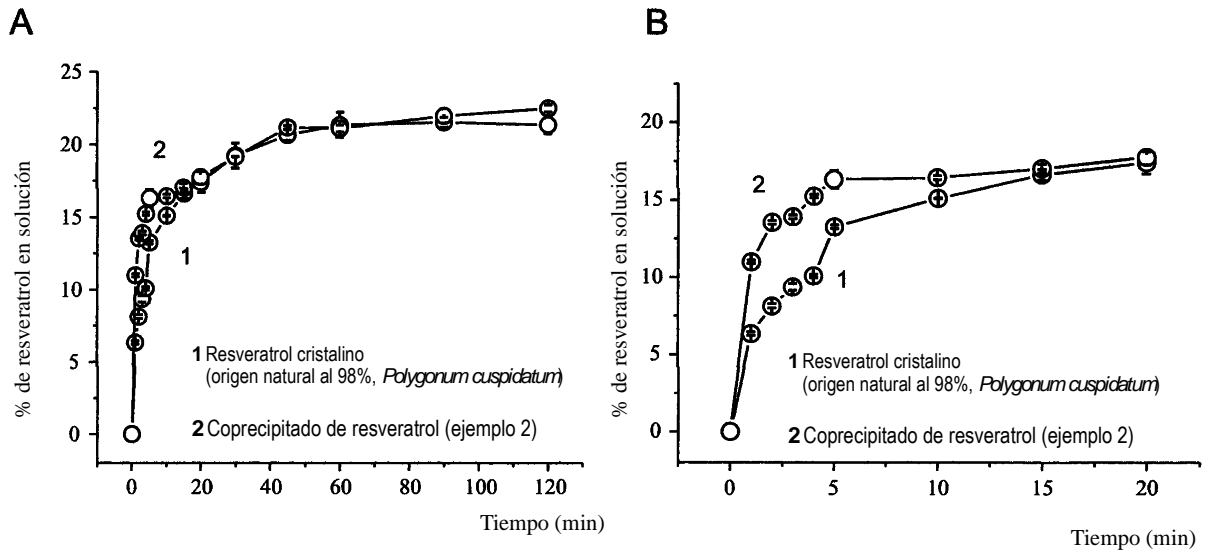 A
% de resveratrol en solución
25
20
15
10
5
0
2
1
1 Resveratrol cristalino
(origen natural al 98%, Polygonum cuspidatum)
2 Coprecipitado de resveratrol (ejemplo 2)
0 20 40 60 80 100 120
Tiempo (min)
B
% de resveratrol en solución
20
15
10
5
0
2
1
1 Resveratrol cristalino
(origen natural al 98%, Polygonum cuspidatum)
2 Coprecipitado de resveratrol (ejemplo 2)
0 5 10 15 20
Tiempo (min)